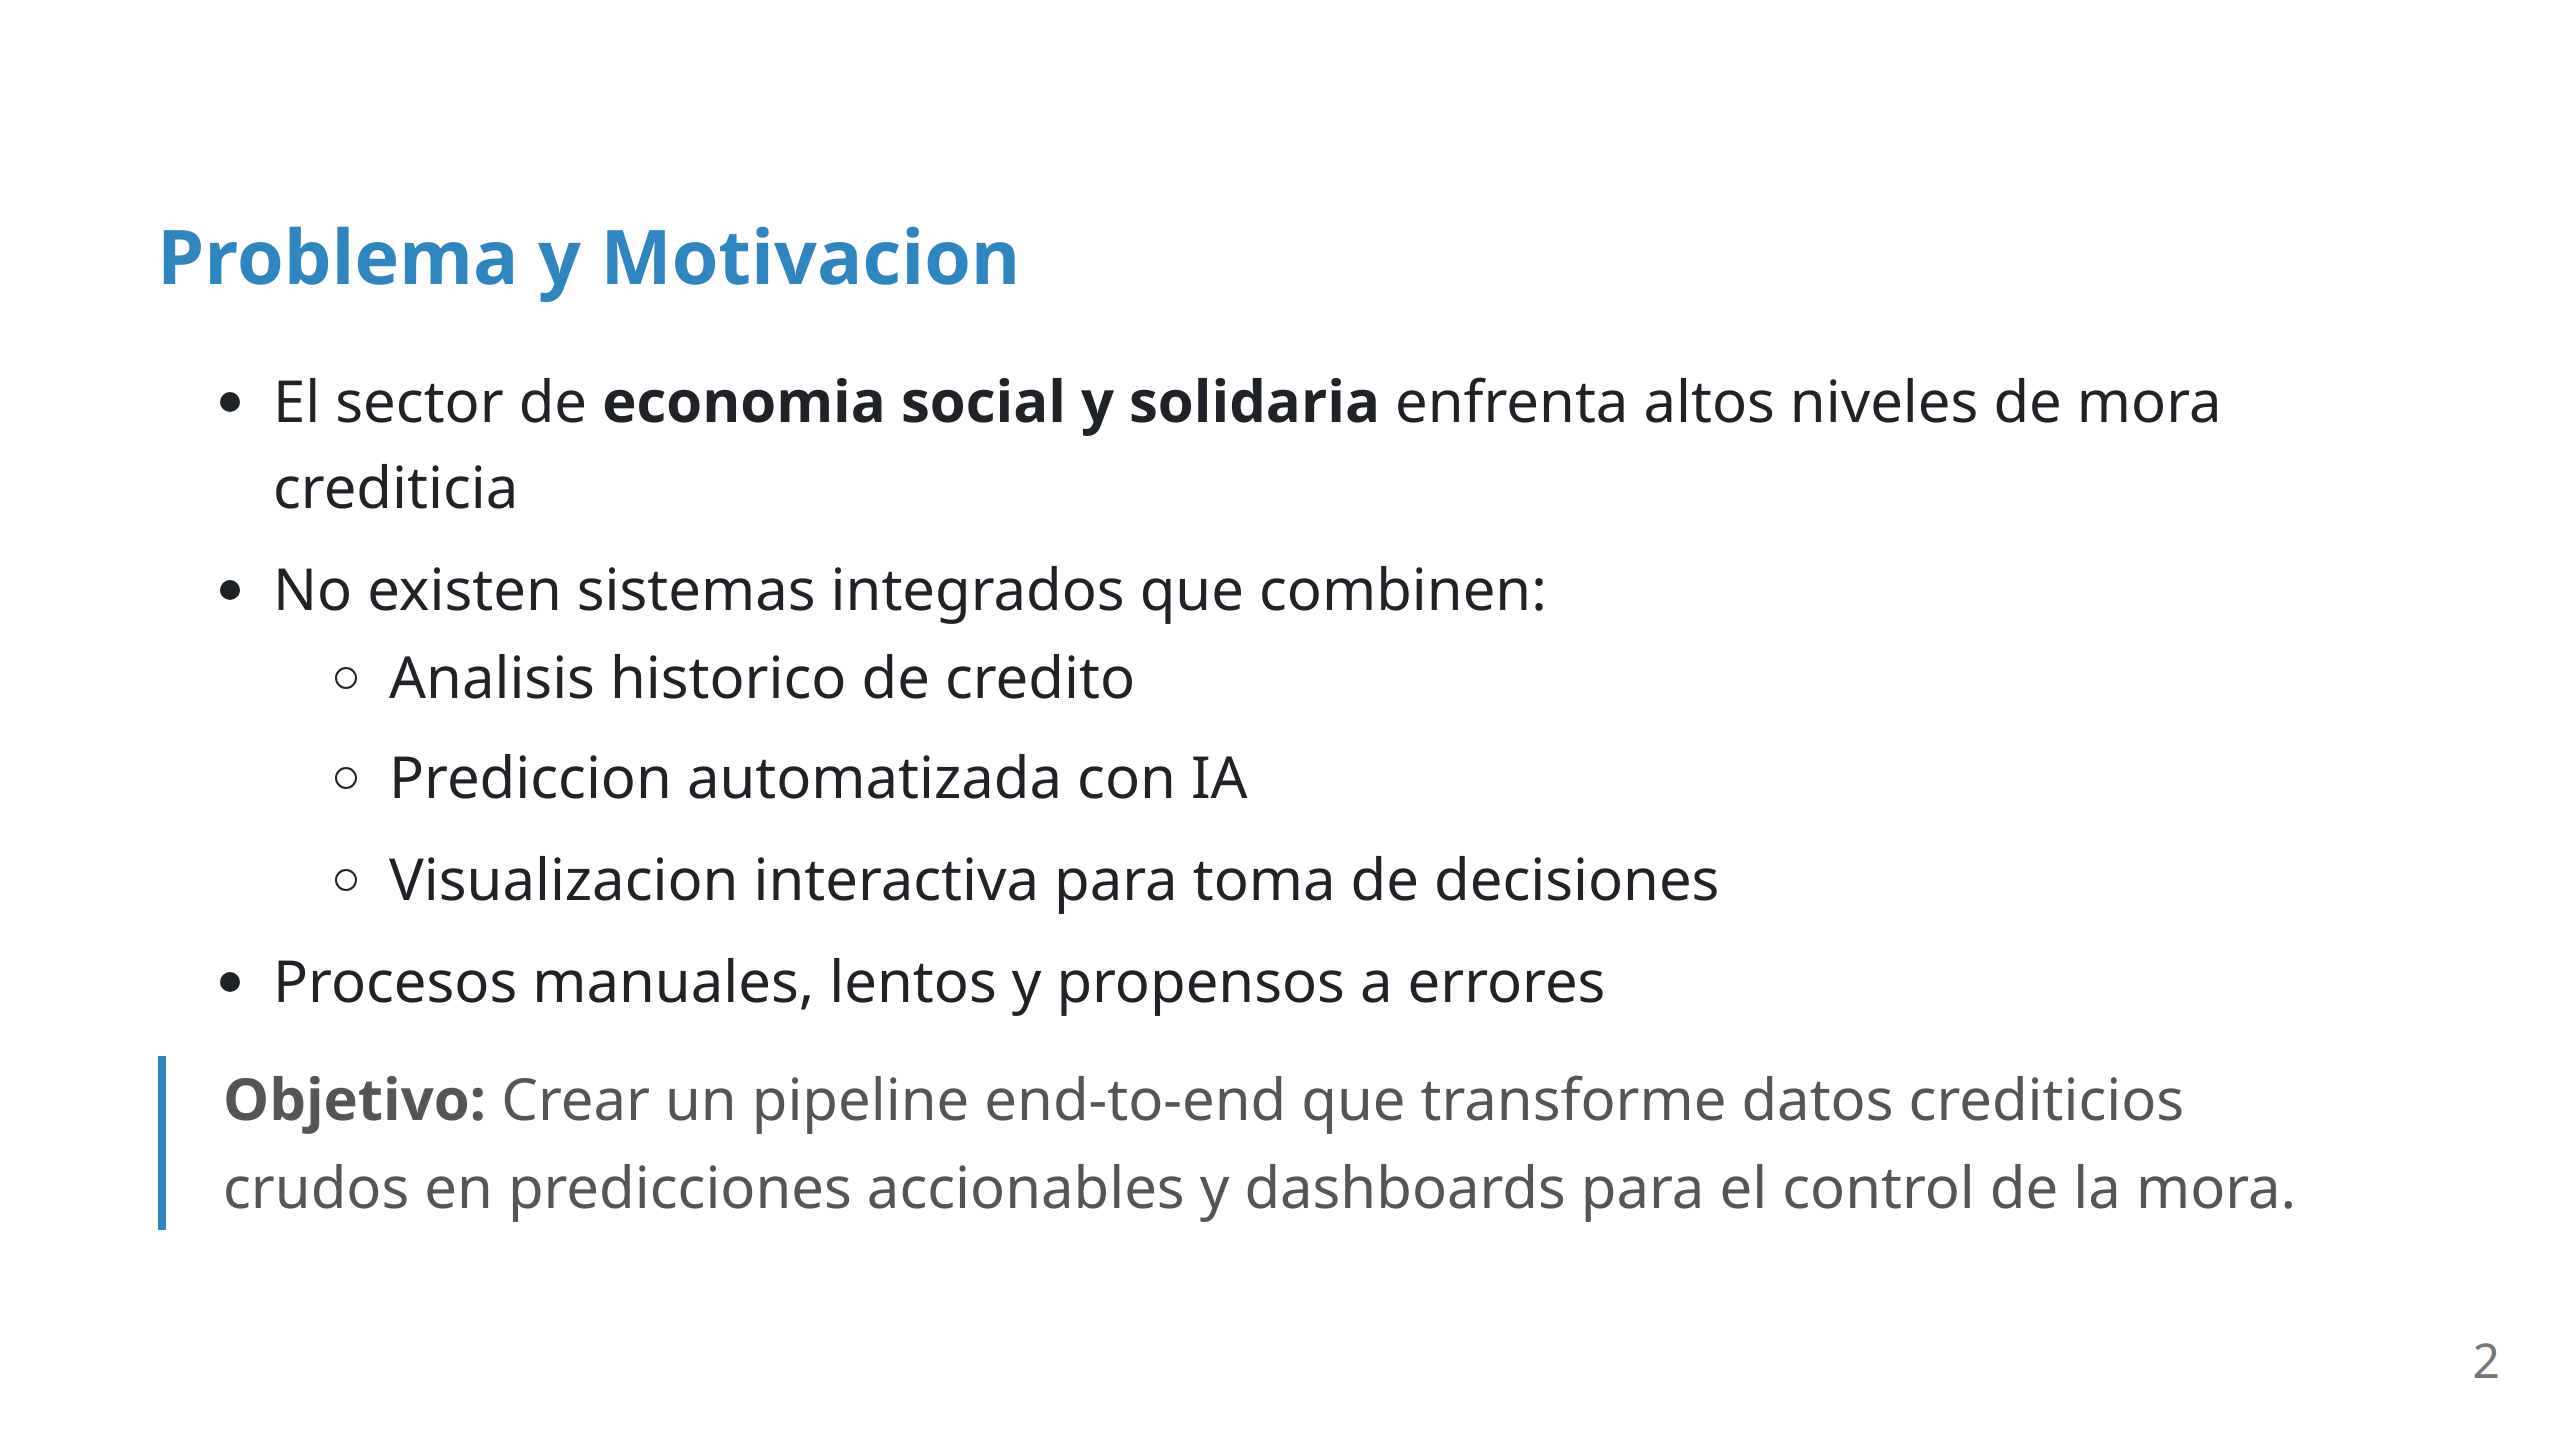 Problema y Motivacion
• El sector de economia social y solidaria enfrenta altos niveles de mora
crediticia
• No existen sistemas integrados que combinen:
○ Analisis historico de credito
○ Prediccion automatizada con IA
○ Visualizacion interactiva para toma de decisiones
• Procesos manuales, lentos y propensos a errores
Objetivo: Crear un pipeline end-to-end que transforme datos crediticios
crudos en predicciones accionables y dashboards para el control de la mora.
2